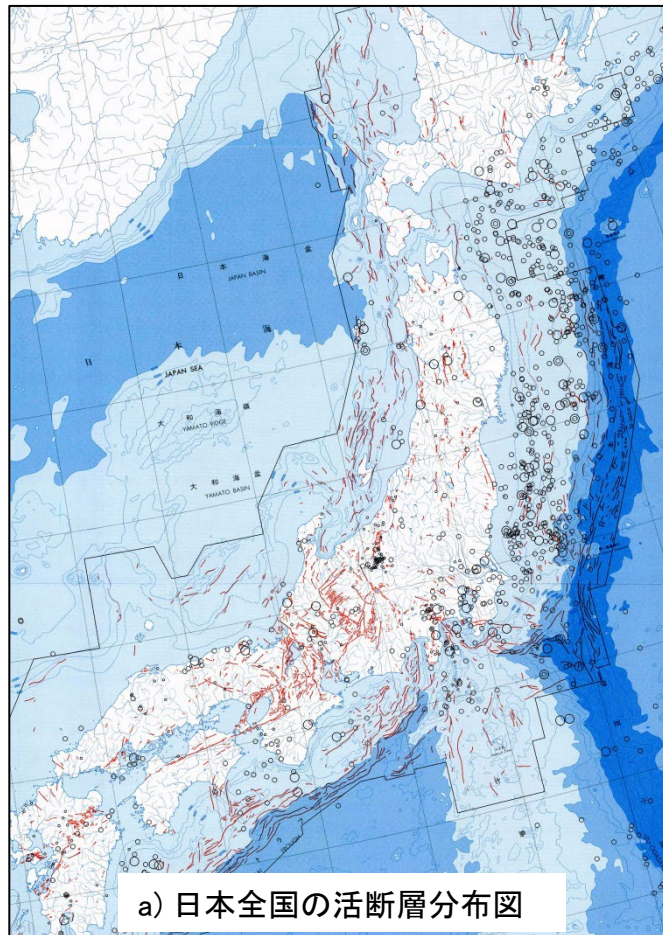 日本海盆
JAPAN BASIN
日本海
JAPAN SEA
大和海嶺
YAMATO RIDGE
大和海盆
YAMATO BASIN
a) 日本全国の活断層分布図